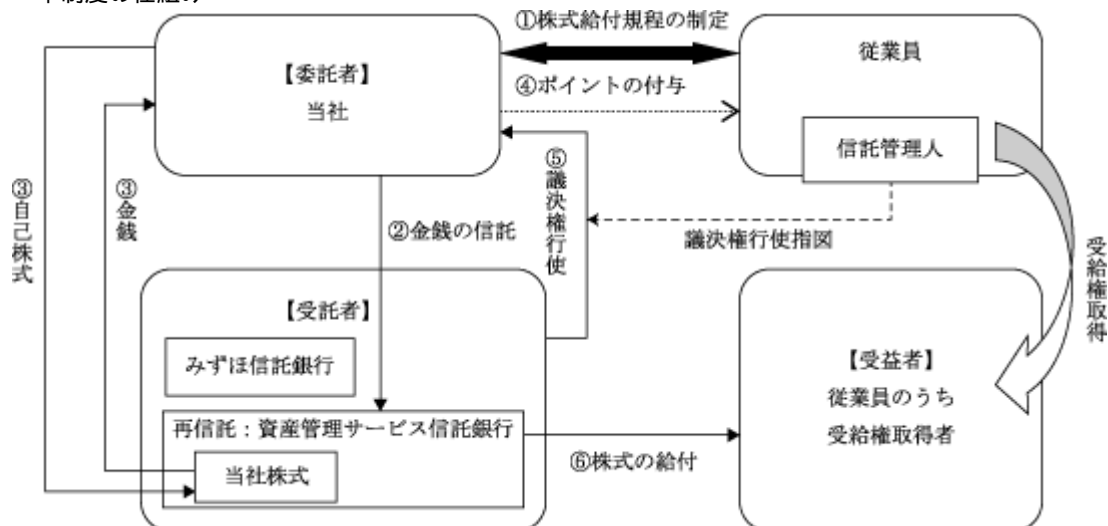 本制度の仕組み
①株式給付規程の制定
【委託者】
当社
従業員
④ポイントの付与
信託管理人
③自己株式
③金銭
②金銭の信託
⑤議決権行使
議決権行使指図
受給権取得
【受託者】
みずほ信託銀行
再信託：資産管理サービス信託銀行
当社株式
⑥株式の給付
【受益者】
従業員のうち
受給権取得者